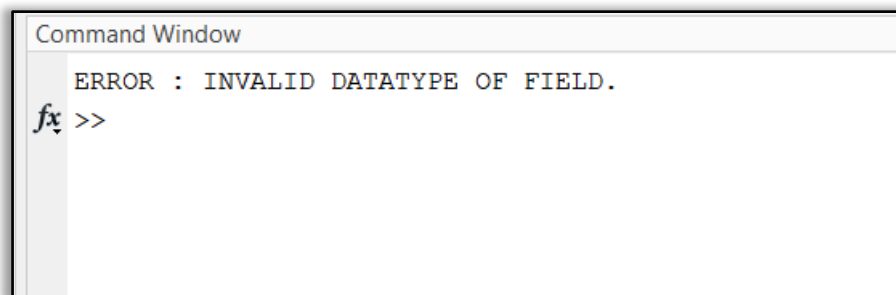 Command Window
ERROR : INVALID DATATYPE OF FIELD.
fx >>